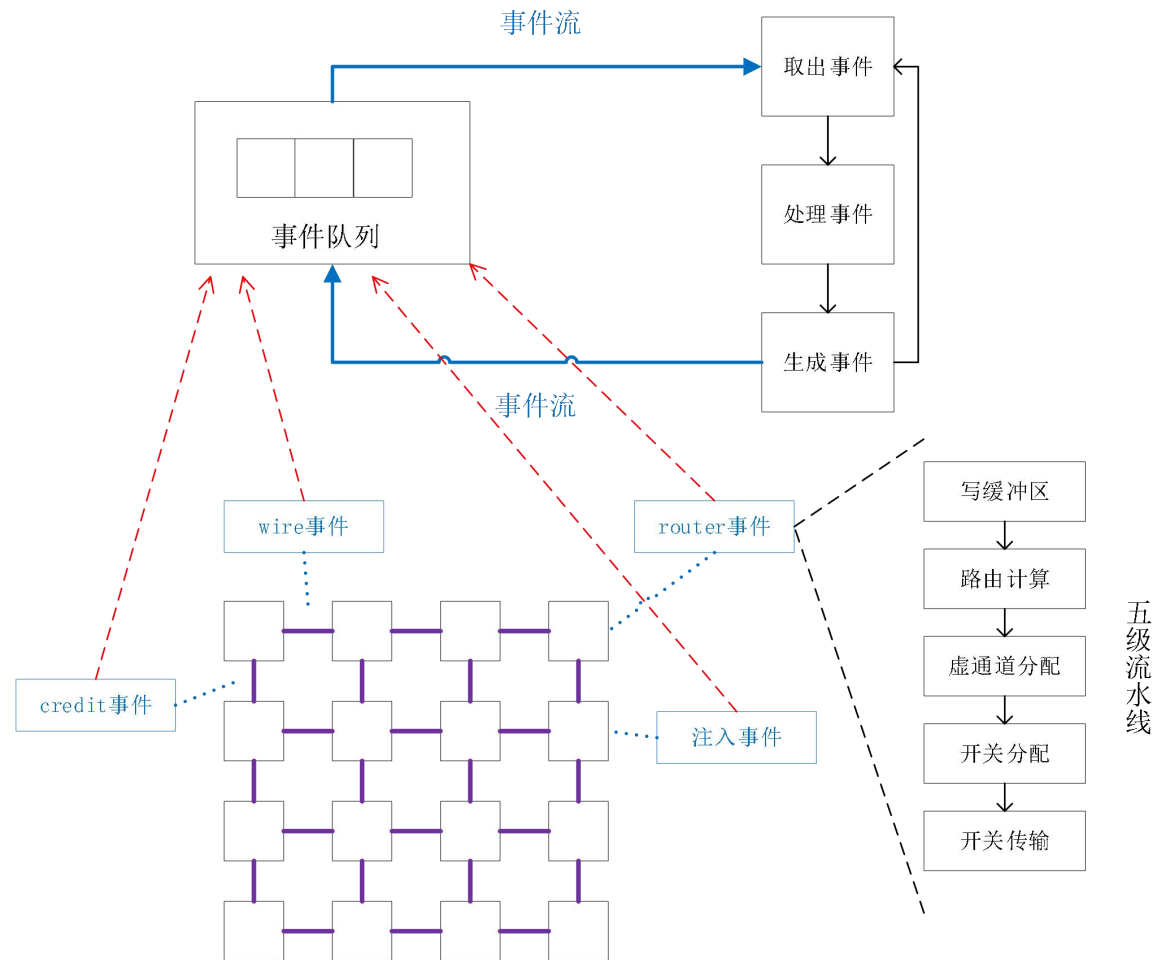 事件流
取出事件
处理事件
事件队列
生成事件
事件流
写缓冲区
wire事件
router事件
路由计算
虚通道分配
credit事件
注入事件
开关分配
开关传输
五级流水线